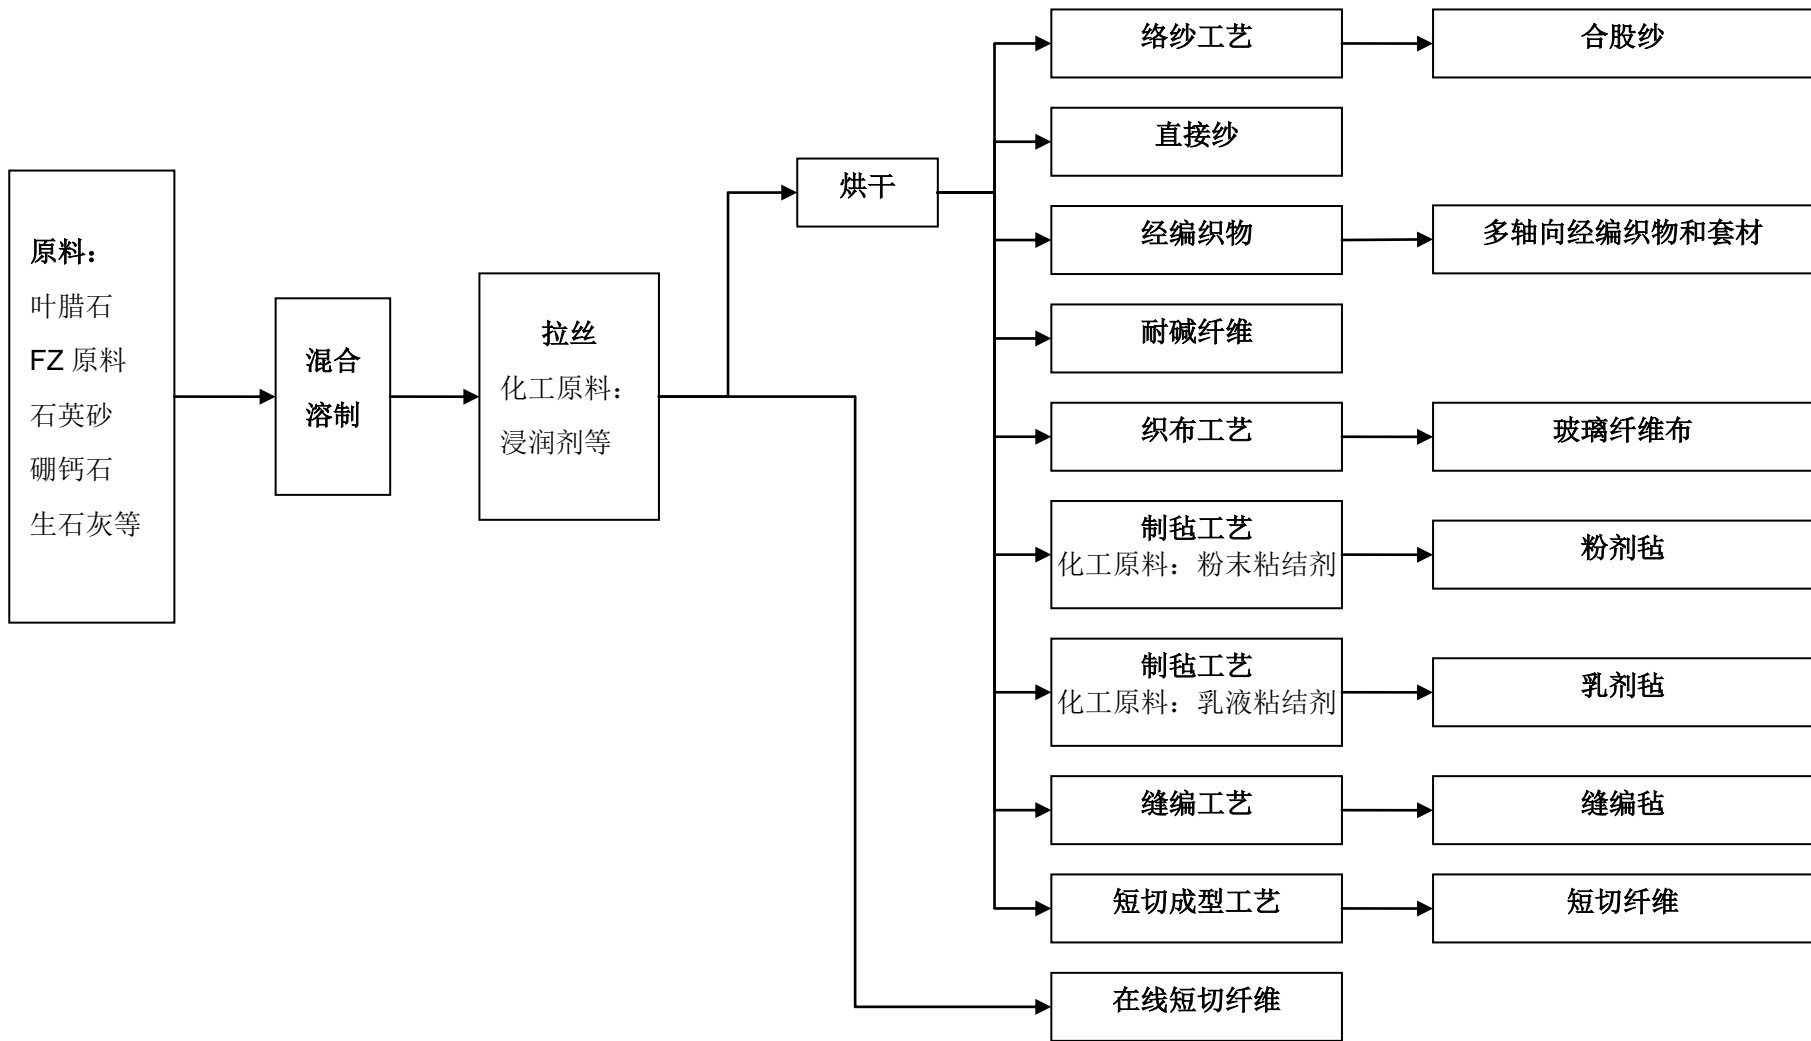 原料：
叶腊石
FZ 原料
石英砂
硼钙石
生石灰等
混合
溶制
拉丝
化工原料：
浸润剂等
烘干
络纱工艺
合股纱
直接纱
经编织物
多轴向经编织物和套材
耐碱纤维
织布工艺
玻璃纤维布
制毡工艺
化工原料：粉末粘结剂
粉剂毡
制毡工艺
化工原料：乳液粘结剂
乳剂毡
缝编工艺
缝编毡
短切成型工艺
短切纤维
在线短切纤维